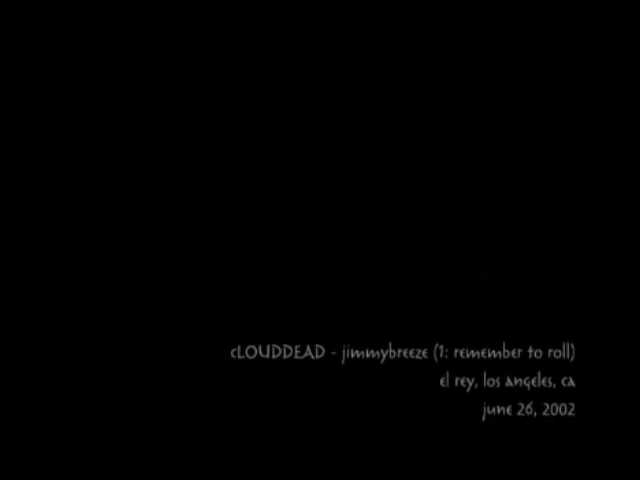 cLOUDDEAD - jimmybreeze (1: remember to roll)
el rey, los angeles, ca
june 26, 2002